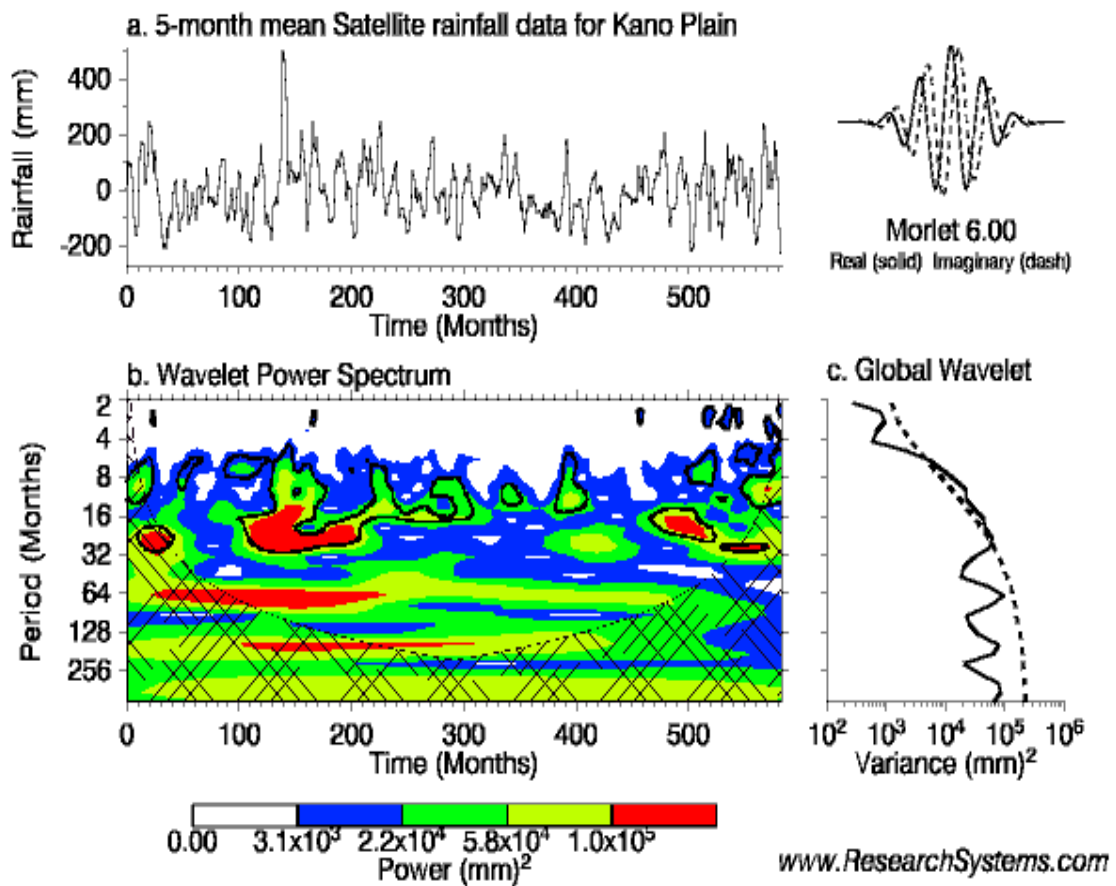 a. 5-month mean Satellite rainfall data for Kano Plain
Rainfall (mm)
400
200
0
-200
0 100 200 300 400 500
Time (Months)
Morlet 6.00
Real (solid) Imaginary (dash)
b. Wavelet Power Spectrum
Period (Months)
2
4
8
16
32
64
128
256
0 100 200 300 400 500
Time (Months)
c. Global Wavelet
10² 10³ 10⁴ 10⁵ 10⁶
Variance (mm)²
0.00 3.1x10³ 2.2x10⁴ 5.8x10⁴ 1.0x10⁵
Power (mm)²
www.ResearchSystems.com